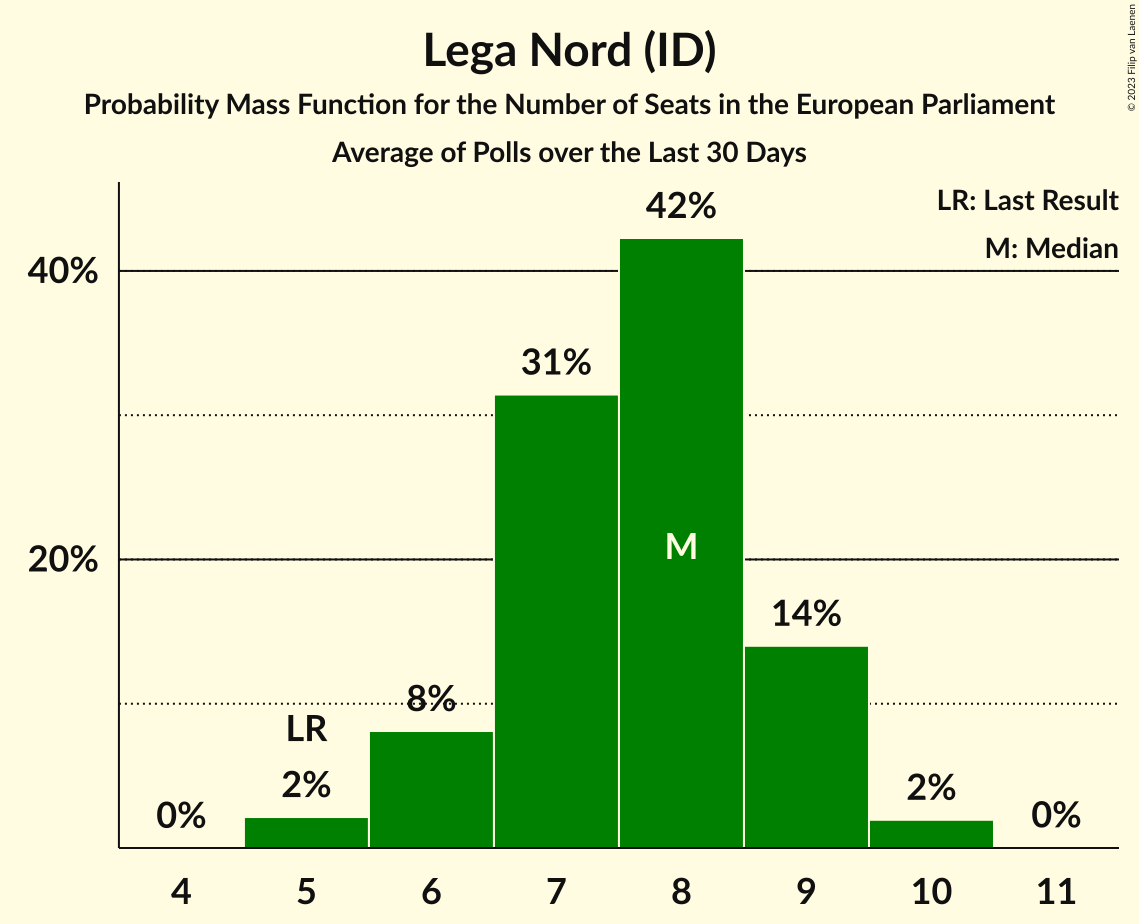 Lega Nord (ID)
Probability Mass Function for the Number of Seats in the European Parliament
Average of Polls over the Last 30 Days
© 2023 Filip van Laenen
LR: Last Result
M: Median
42%
40%
31%
M
20%
14%
8%
LR
2%
2%
0%
0%
4 5 6 7 8 9 10 11